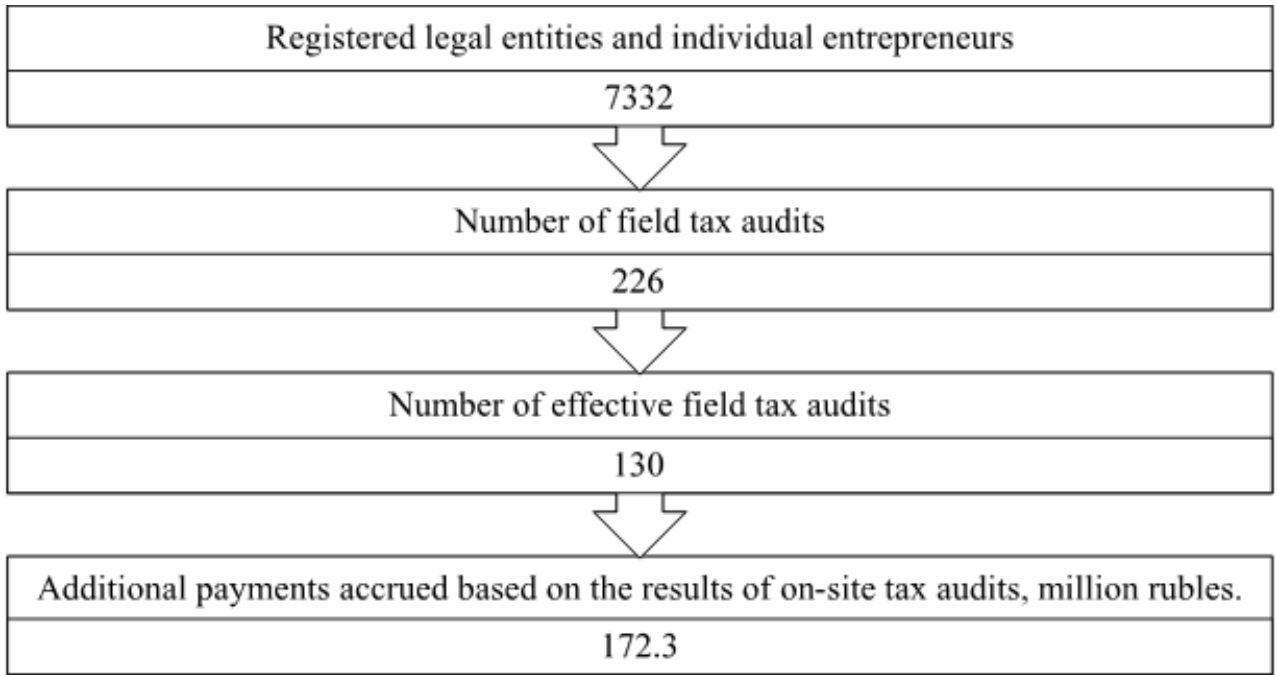 Registered legal entities and individual entrepreneurs
7332
Number of field tax audits
226
Number of effective field tax audits
130
Additional payments accrued based on the results of on-site tax audits, million rubles.
172.3